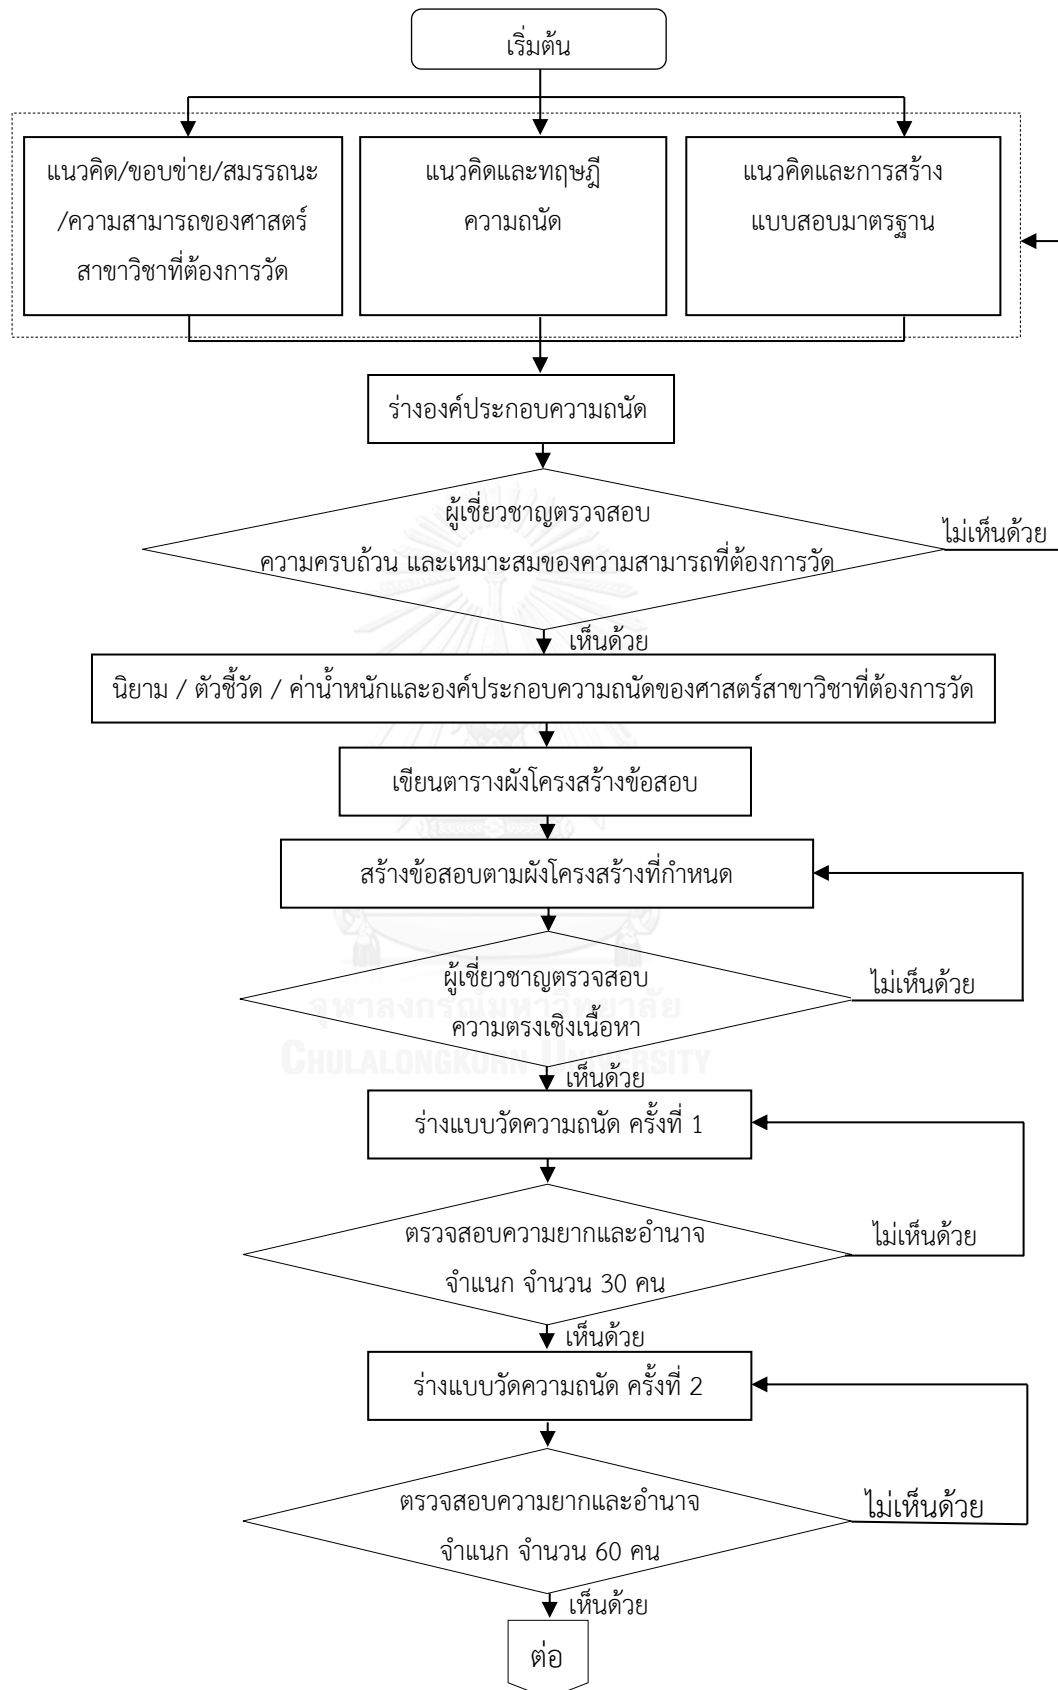 เริ่มต้น
แนวคิด/ขอบข่าย/สมรรถนะ
/ความสามารถของศาสตร์
สาขาวิชาที่ต้องการวัด
แนวคิดและทฤษฎี
ความถนัด
แนวคิดและการสร้าง
แบบสอบมาตรฐาน
ร่างองค์ประกอบความถนัด
ผู้เชี่ยวชาญตรวจสอบ
ความครบถ้วน และเหมาะสมของความสามารถที่ต้องการวัด
ไม่เห็นด้วย
เห็นด้วย
นิยาม / ตัวชี้วัด / ค่าน้ำหนักและองค์ประกอบความถนัดของศาสตร์สาขาวิชาที่ต้องการวัด
เขียนตารางผังโครงสร้างข้อสอบ
สร้างข้อสอบตามผังโครงสร้างที่กำหนด
ผู้เชี่ยวชาญตรวจสอบ
ความตรงเชิงเนื้อหา
ไม่เห็นด้วย
จุฬาลงกรณ์มหาวิทยาลัย
CHULALONGKORN UNIVERSITY
เห็นด้วย
ร่างแบบวัดความถนัด ครั้งที่ 1
ตรวจสอบความยากและอำนาจ
จำแนก จำนวน 30 คน
ไม่เห็นด้วย
เห็นด้วย
ร่างแบบวัดความถนัด ครั้งที่ 2
ตรวจสอบความยากและอำนาจ
จำแนก จำนวน 60 คน
ไม่เห็นด้วย
เห็นด้วย
ต่อ